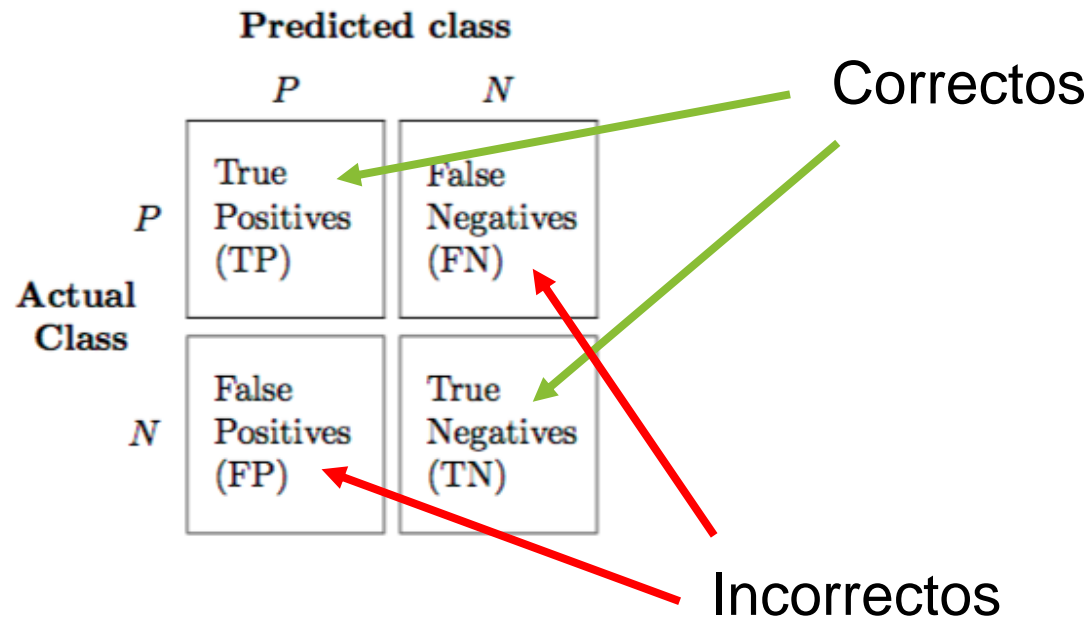 Predicted class
P N
Correctos
True
Positives
(TP)
False
Negatives
(FN)
P
Actual
Class
N
False
Positives
(FP)
True
Negatives
(TN)
Incorrectos